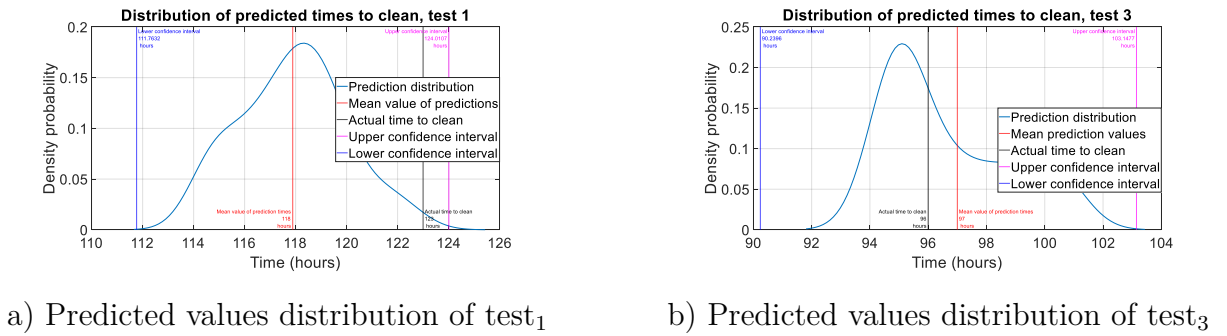 Distribution of predicted times to clean, test 1
0.2
0.15
0.1
0.05
0
Density probability
Lower confidence interval
111.7632
hours
Upper confidence interval
124.0107
hours
Prediction distribution
Mean value of predictions
Actual time to clean
Upper confidence interval
Lower confidence interval
Mean value of prediction times
118
hours
Actual time to clean
123
hours
110 112 114 116 118 120 122 124 126
Time (hours)
a) Predicted values distribution of test₁
Distribution of predicted times to clean, test 3
0.25
0.2
0.15
0.1
0.05
0
Density probability
Lower confidence interval
90.2396
hours
Upper confidence interval
103.1477
hours
Prediction distribution
Mean prediction values
Actual time to clean
Upper confidence interval
Lower confidence interval
Actual time to clean
96
hours
Mean value of prediction times
97
hours
90 92 94 96 98 100 102 104
Time (hours)
b) Predicted values distribution of test₃